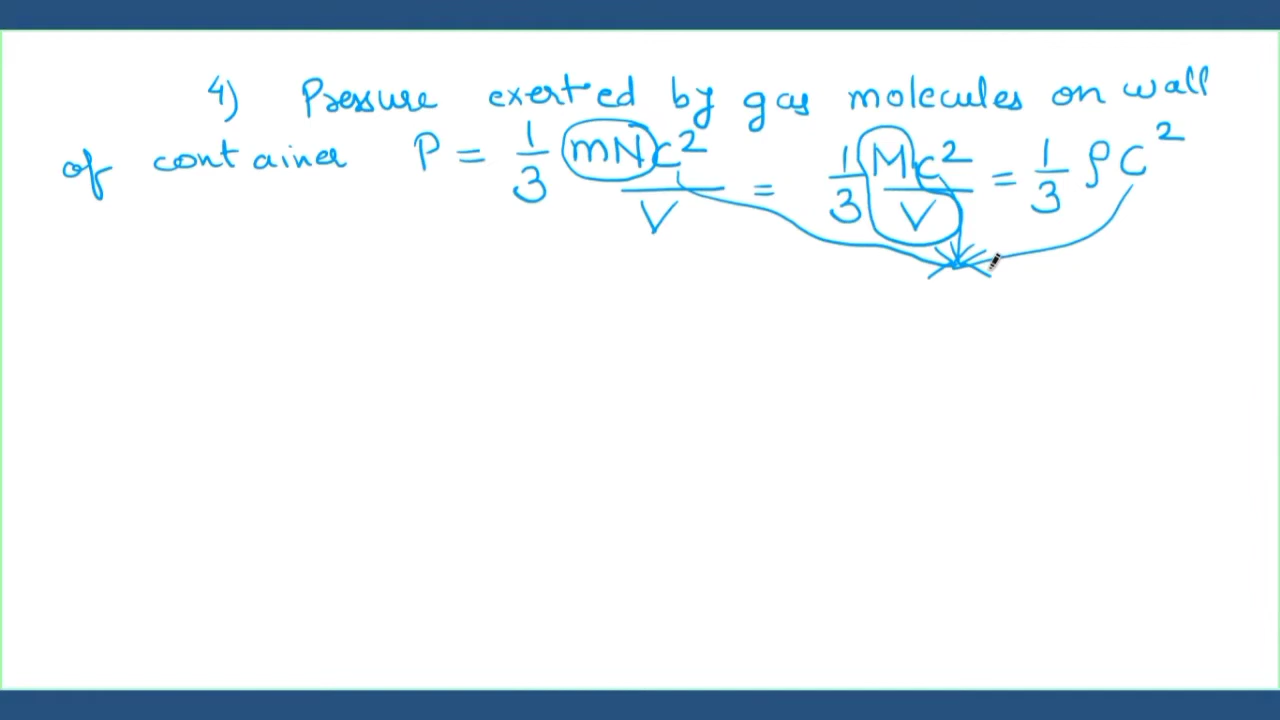 4) Pressure exerted by gas molecules on wall
of container P = 1/3 mNc²/V = 1/3 Mc²/V = 1/3 ρC²